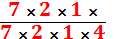 7 × 2 × 1 ×
7 × 2 × 1 × 4